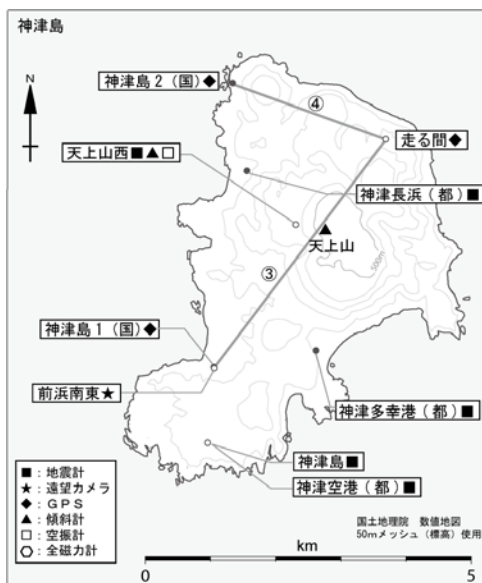 神津島
N
神津島2(国)◆
④
走る間◆
天上山西■▲□
神津長浜(都)■
天上山
500m
③
神津島1(国)◆
前浜南東★
神津多幸港(都)■
神津島■
神津空港(都)■
■:地震計
★:遠望カメラ
◆:GPS
▲:傾斜計
□:空振計
○:全磁力計
国土地理院 数値地図
50mメッシュ(標高)使用
km
0 5